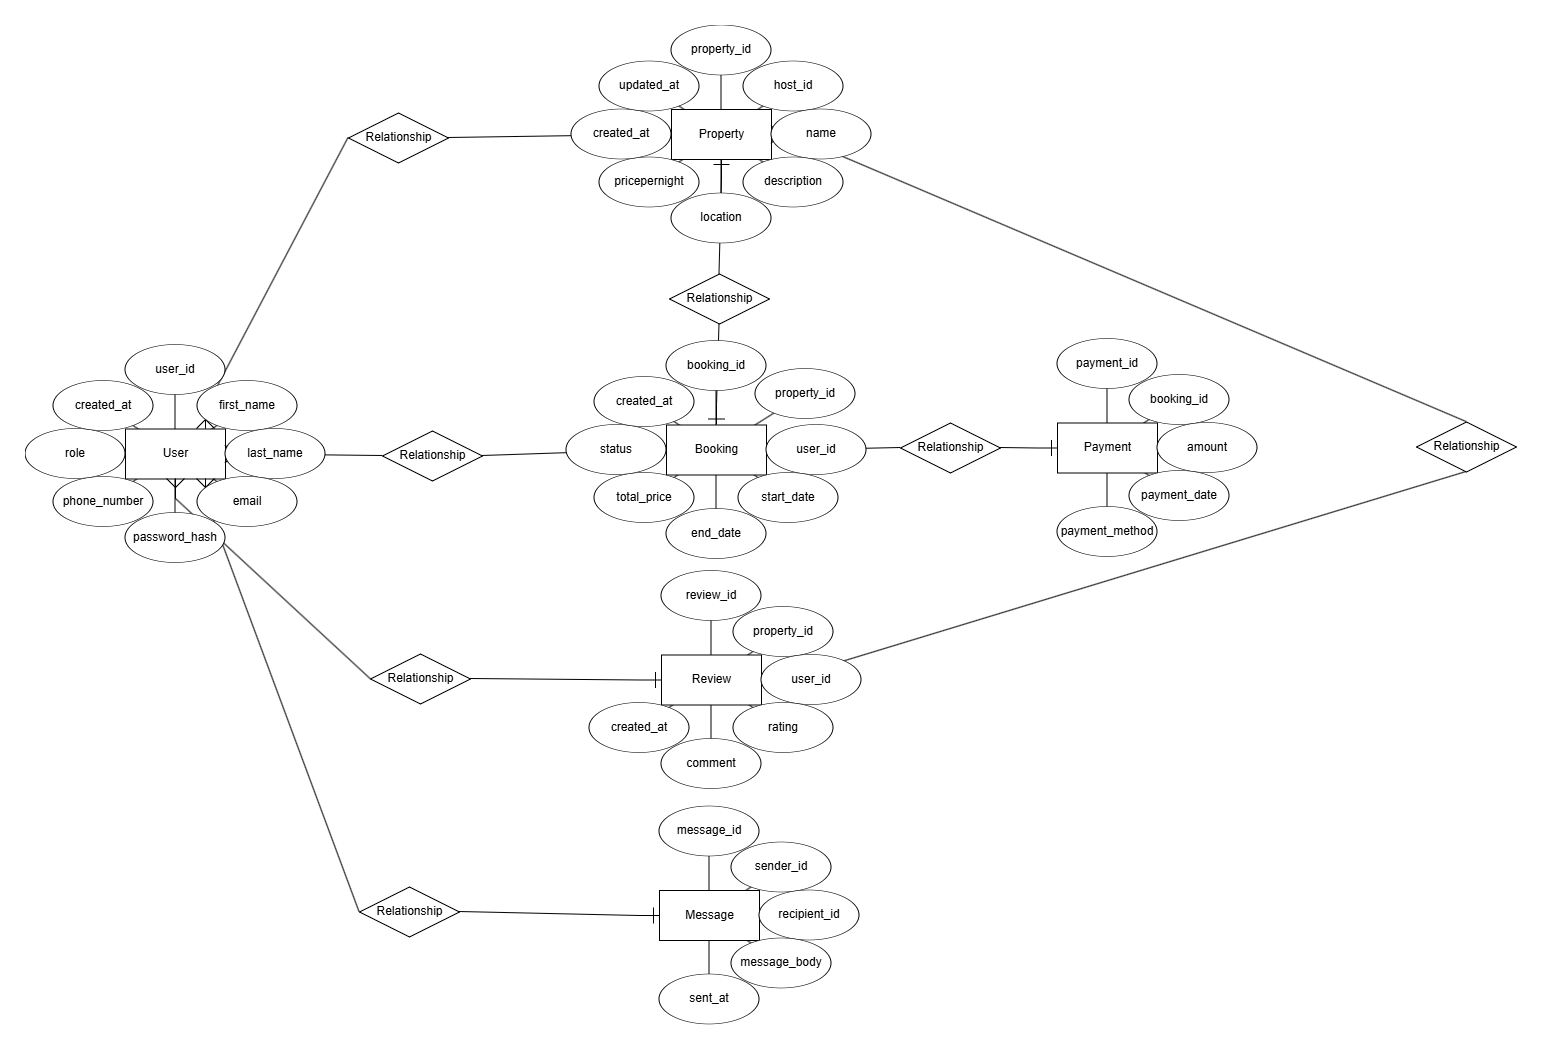 property_id
updated_at
host_id
created_at
Property
name
Relationship
pricepernight
description
location
Relationship
user_id
created_at
first_name
role
User
last_name
phone_number
email
password_hash
Relationship
booking_id
created_at
property_id
status
Booking
user_id
total_price
start_date
end_date
Relationship
payment_id
booking_id
Payment
amount
payment_date
payment_method
Relationship
review_id
property_id
Relationship
Review
user_id
created_at
rating
comment
message_id
sender_id
Relationship
Message
recipient_id
message_body
sent_at